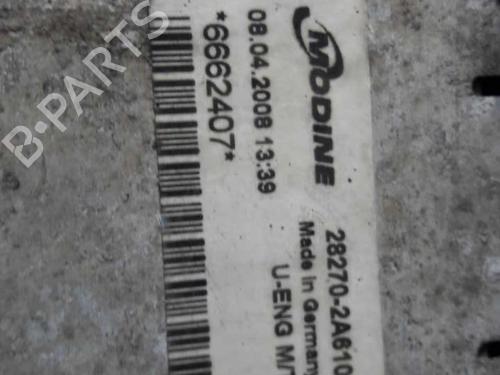 MODINE
08.04.2008 13:39
*6662407*
28270-2A610
Made in Germany
U-ENG M/T
B-PARTS